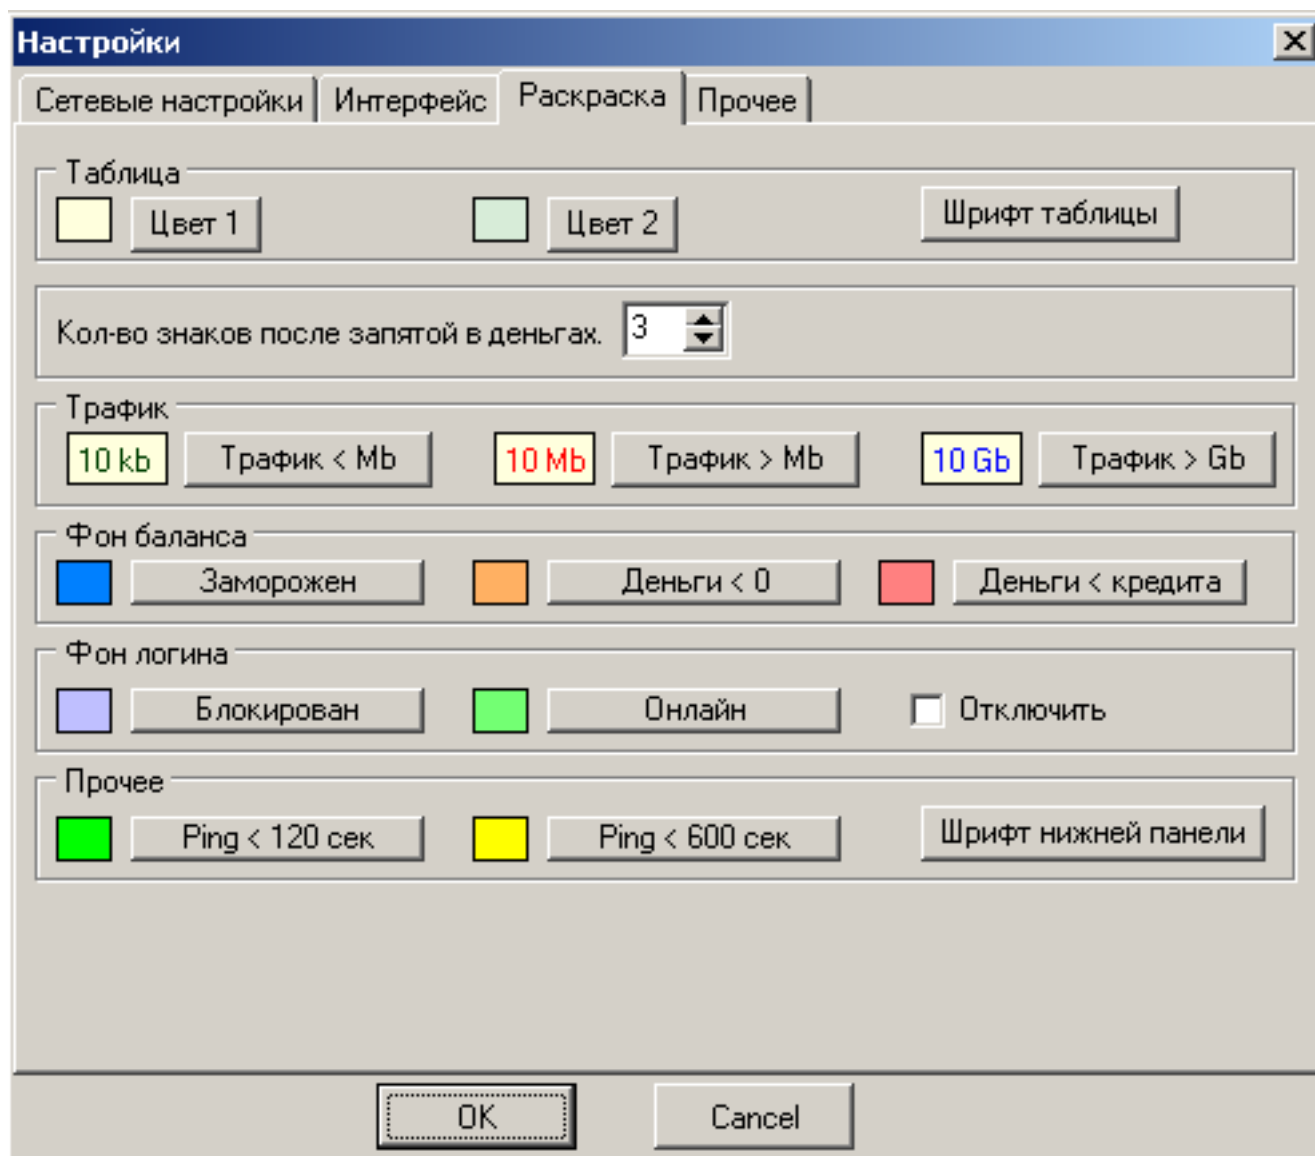 Настройки
Сетевые настройки Интерфейс Раскраска Прочее
Таблица
Цвет 1 Цвет 2 Шрифт таблицы
Кол-во знаков после запятой в деньгах. 3
Трафик
10 kb Трафик < Mb 10 Mb Трафик > Mb 10 Gb Трафик > Gb
Фон баланса
Заморожен Деньги < 0 Деньги < кредита
Фон логина
Блокирован Онлайн Отключить
Прочее
Ping < 120 сек Ping < 600 сек Шрифт нижней панели
OK Cancel